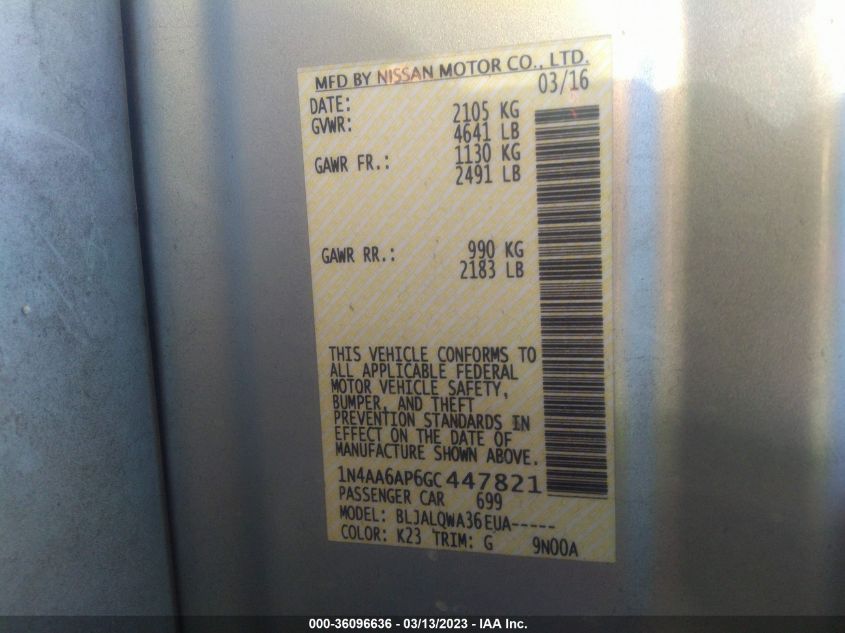 MFD BY NISSAN MOTOR CO., LTD.
DATE: 03/16
GVWR: 2105 KG
4641 LB
GAWR FR.: 1130 KG
2491 LB
GAWR RR.: 990 KG
2183 LB
THIS VEHICLE CONFORMS TO
ALL APPLICABLE FEDERAL
MOTOR VEHICLE SAFETY,
BUMPER, AND THEFT
PREVENTION STANDARDS IN
EFFECT ON THE DATE OF
MANUFACTURE SHOWN ABOVE.
1N4AA6AP6GC447821
PASSENGER CAR 699
MODEL: BLJALQWA36EUA-----
COLOR: K23 TRIM: G 9N00A
000-36096636 - 03/13/2023 - IAA Inc.